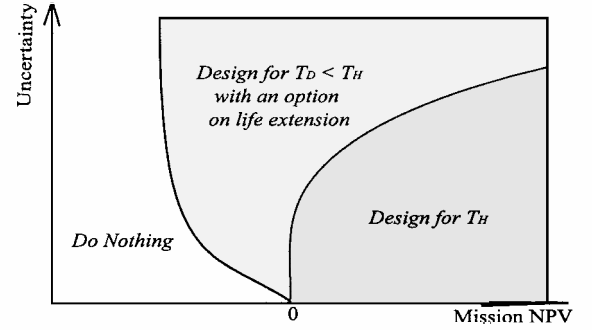 Uncertainty
Design for TD < TH
with an option
on life extension
Design for TH
Do Nothing
0
Mission NPV